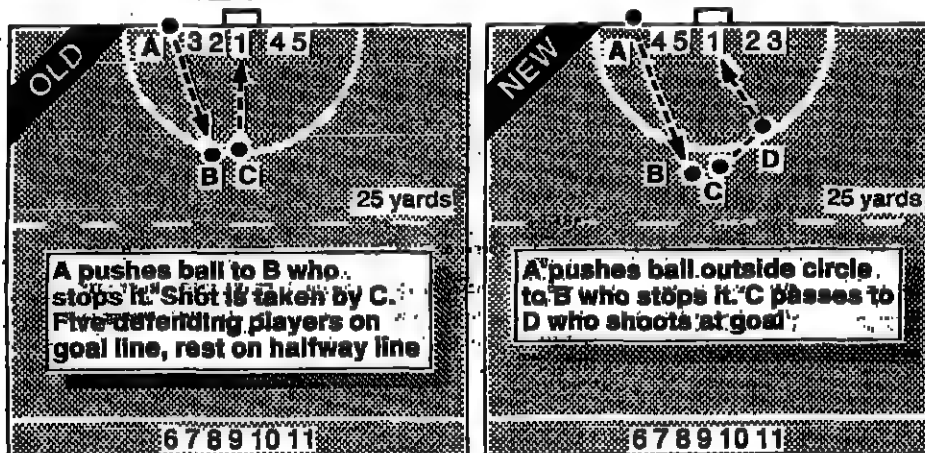 OLD
A 3 2 1 4 5
B C
25 yards
A pushes ball to B who
stops it. Shot is taken by C.
Five defending players on
goal line, rest on halfway line
6 7 8 9 10 11
NEW
A 4 5 1 2 3
D
B C
25 yards
A pushes ball outside circle,
to B who stops it. C passes to
D who shoots at goal
6 7 8 9 10 11